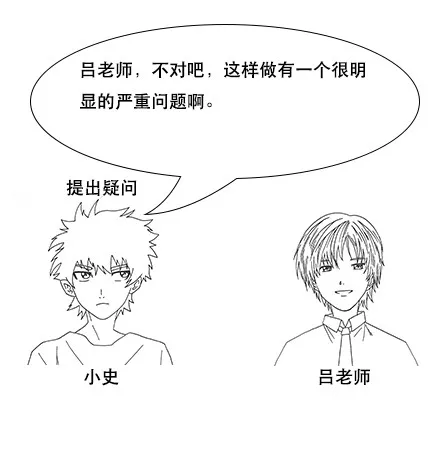 吕老师，不对吧，这样做有一个很明
显的严重问题啊。
提出疑问
小史
吕老师